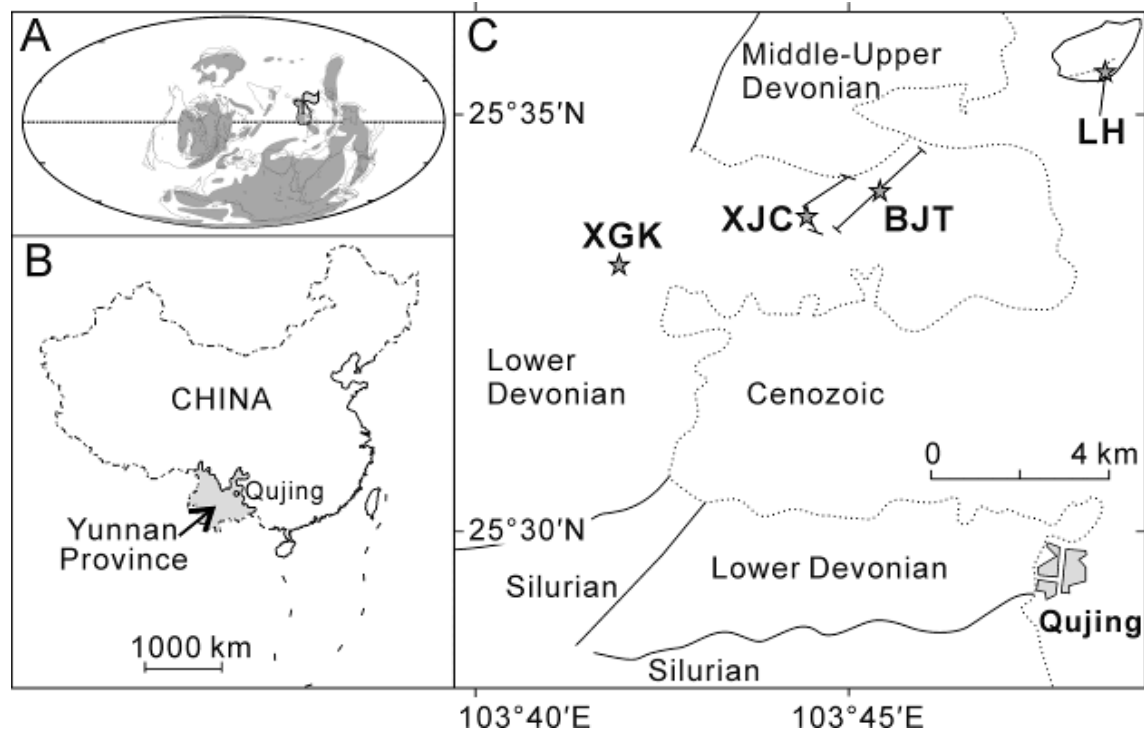 A
B
CHINA
Qujing
Yunnan
Province
1000 km
C
Middle-Upper
Devonian
25°35′N
LH
XJC
BJT
XGK
Lower
Devonian
Cenozoic
0 4 km
25°30′N
Silurian
Lower Devonian
Qujing
Silurian
103°40′E
103°45′E